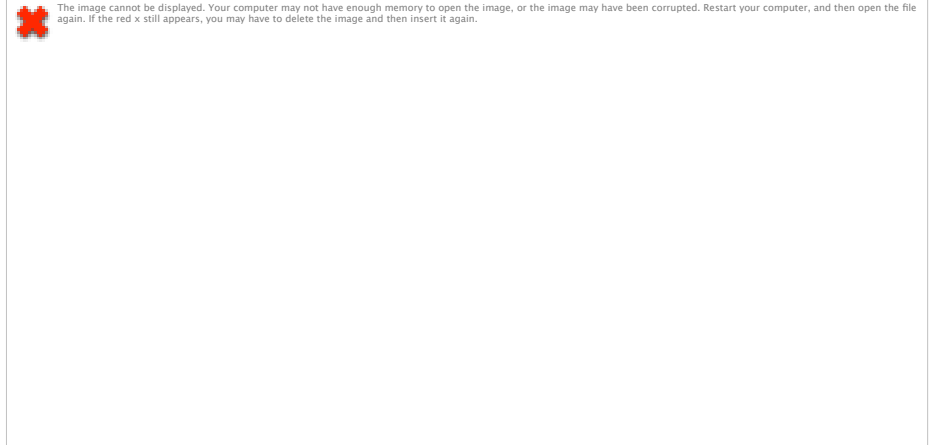 The image cannot be displayed. Your computer may not have enough memory to open the image, or the image may have been corrupted. Restart your computer, and then open the file
again. If the red x still appears, you may have to delete the image and then insert it again.